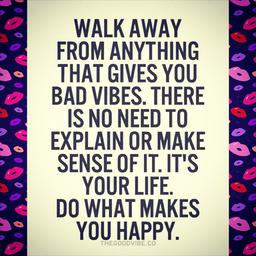 WALK AWAY
FROM ANYTHING
THAT GIVES YOU
BAD VIBES. THERE
IS NO NEED TO
EXPLAIN OR MAKE
SENSE OF IT. IT'S
YOUR LIFE.
DO WHAT MAKES
YOU HAPPY.
THEGOODVIBE.CO